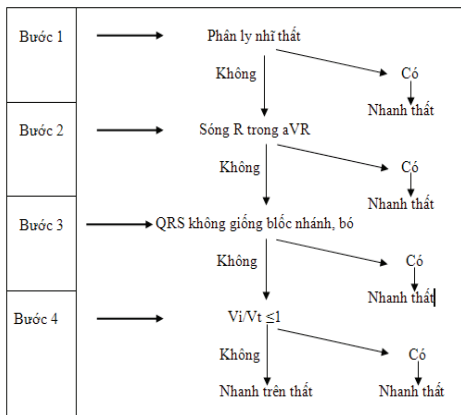 Bước 1
Phân ly nhĩ thất
Không
Có
Nhanh thất
Bước 2
Sóng R trong aVR
Không
Có
Nhanh thất
Bước 3
QRS không giống blốc nhánh, bó
Không
Có
Nhanh thất
Bước 4
Vi/Vt ≤1
Không
Có
Nhanh trên thất
Nhanh thất